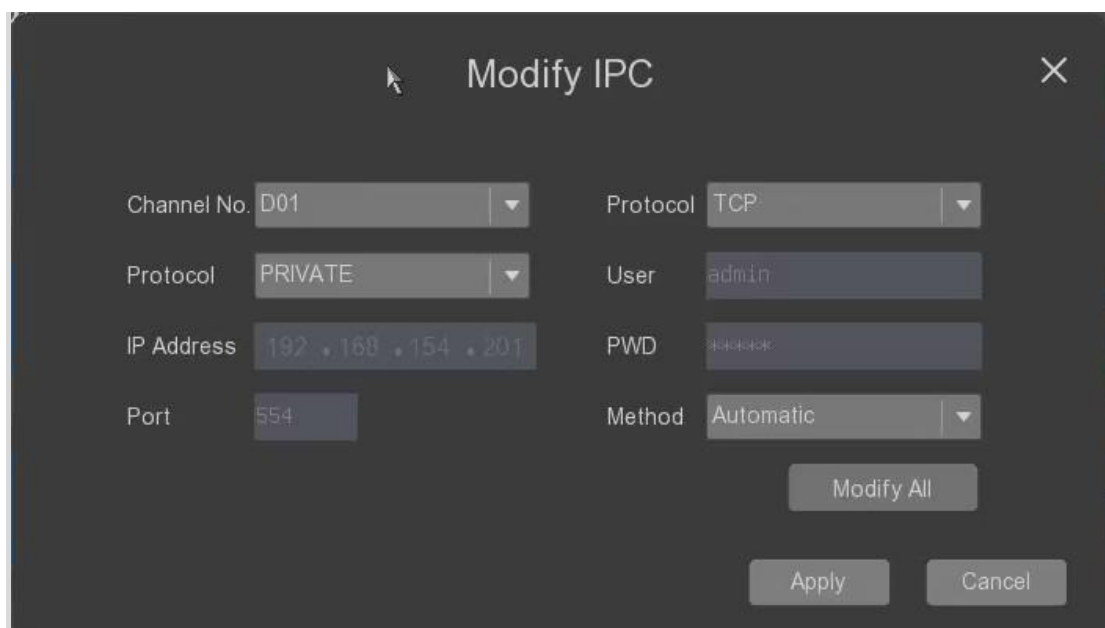 Modify IPC
Channel No. D01
Protocol TCP
Protocol PRIVATE
User admin
IP Address 192 . 168 . 154 . 201
PWD *****
Port 554
Method Automatic
Modify All
Apply
Cancel